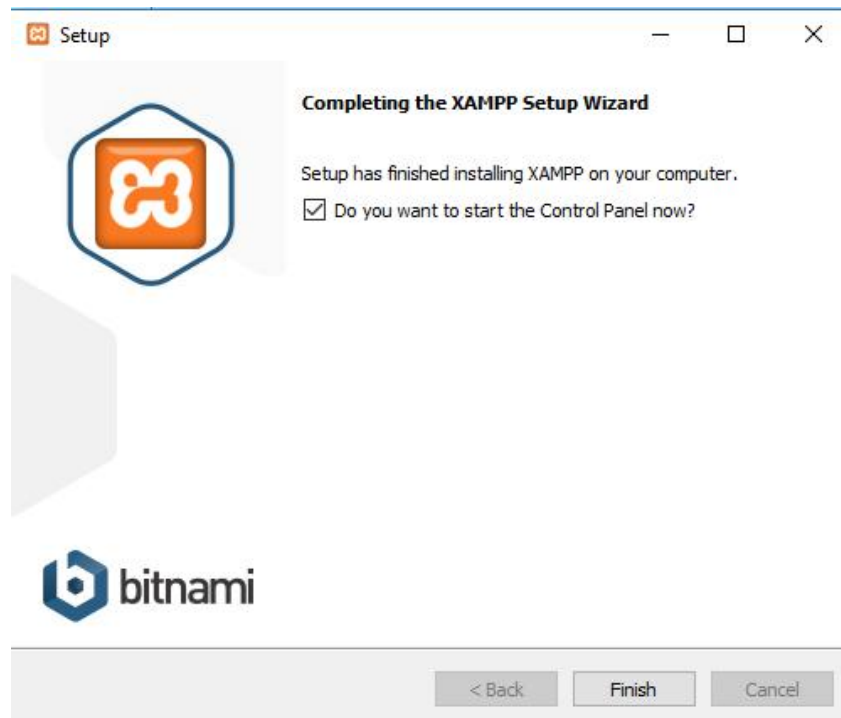 Setup
Completing the XAMPP Setup Wizard
Setup has finished installing XAMPP on your computer.
Do you want to start the Control Panel now?
bitnami
< Back Finish Cancel